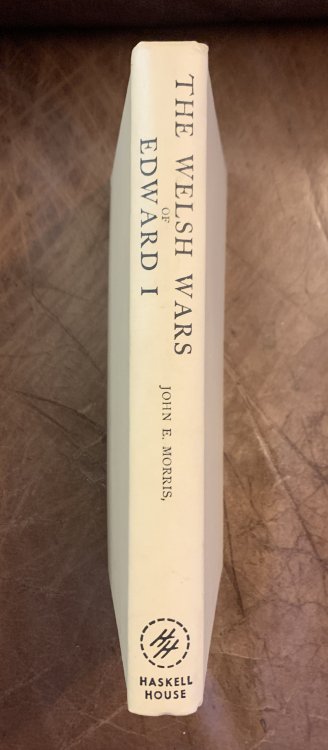 THE WELSH WARS
OF
EDWARD I
JOHN E. MORRIS,
HH
HASKELL
HOUSE